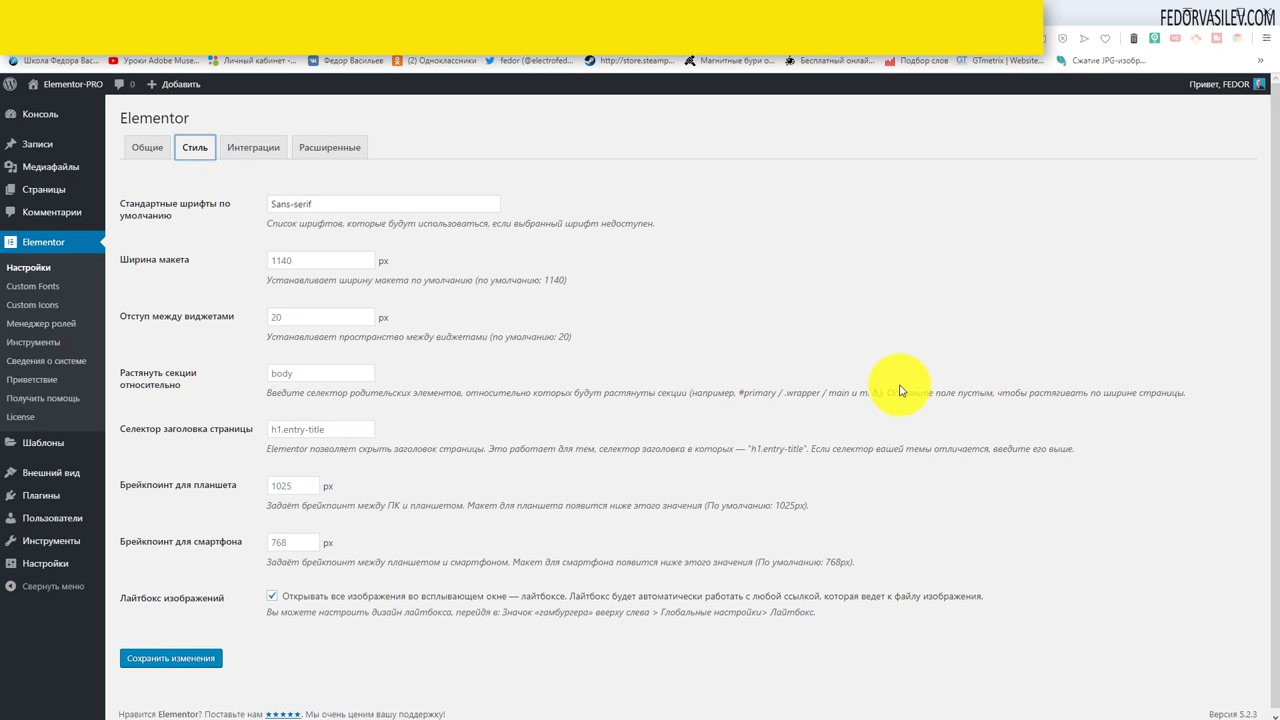 FEDORVASILEV.COM
Школа Федора Вас...
Уроки Adobe Muse...
Личный кабинет -...
Федор Васильев
(2) Одноклассники
fedor (@electrofed...
http://store.steamp...
Магнитные бури о...
Бесплатный онлай...
Подбор слов
GTmetrix | Website...
Сжатие JPG-изобр...
Elementor-PRO
0
Добавить
Привет, FEDOR
Консоль
Записи
Медиафайлы
Страницы
Комментарии
Elementor
Настройки
Custom Fonts
Custom Icons
Менеджер ролей
Инструменты
Сведения о системе
Приветствие
Получить помощь
License
Шаблоны
Внешний вид
Плагины
Пользователи
Инструменты
Настройки
Свернуть меню
Elementor
Общие
Стиль
Интеграции
Расширенные
Стандартные шрифты по
умолчанию
Sans-serif
Список шрифтов, которые будут использоваться, если выбранный шрифт недоступен.
Ширина макета
1140 px
Устанавливает ширину макета по умолчанию (по умолчанию: 1140)
Отступ между виджетами
20 px
Устанавливает пространство между виджетами (по умолчанию: 20)
Растянуть секции
относительно
body
Введите селектор родительских элементов, относительно которых будут растянуты секции (например, #primary / .wrapper / main и т. поле пустым, чтобы растягивать по ширине страницы.
Селектор заголовка страницы
h1.entry-title
Elementor позволяет скрыть заголовок страницы. Это работает для тем, селектор заголовка в которых — "h1.entry-title". Если селектор вашей темы отличается, введите его выше.
Брейкпоинт для планшета
1025 px
Задаёт брейкпоинт между ПК и планшетом. Макет для планшета появится ниже этого значения (По умолчанию: 1025px).
Брейкпоинт для смартфона
768 px
Задаёт брейкпоинт между планшетом и смартфоном. Макет для смартфона появится ниже этого значения (По умолчанию: 768px).
Лайтбокс изображений
Открывать все изображения во всплывающем окне — лайтбоксе. Лайтбокс будет автоматически работать с любой ссылкой, которая ведет к файлу изображения.
Вы можете настроить дизайн лайтбокса, перейдя в: Значок «гамбургера» вверху слева > Глобальные настройки> Лайтбокс.
Сохранить изменения
Нравится Elementor? Поставьте нам ★★★★★. Мы очень ценим вашу поддержку!
Версия 5.2.3